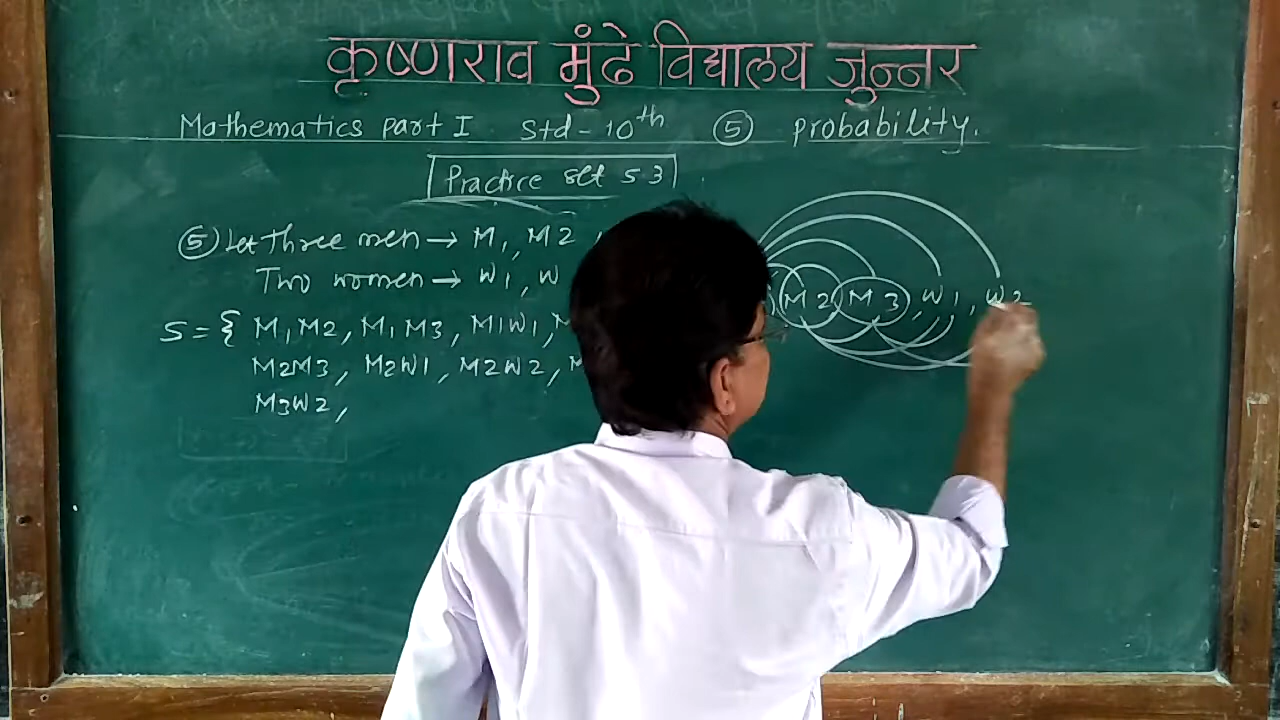 कृष्णराव मुंढे विद्यालय जुन्नर
Mathematics part I Std - 10th ⑤ probability.
Practice set 5 3
⑤ Let Three men → M1, M2,
Two women → W1, W
M2 M3, W1, W2
S = { M1M2, M1M3, M1W1, M
M2M3, M2W1, M2W2, M
M3W2,